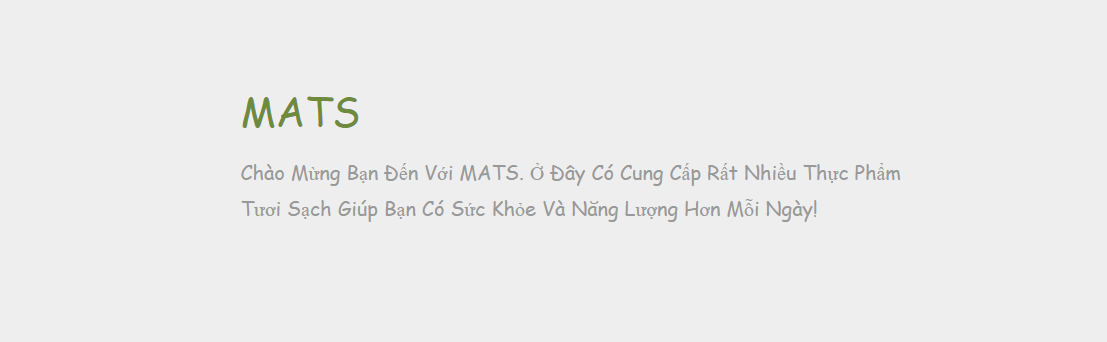 MATS
Chào Mừng Bạn Đến Với MATS. Ở Đây Có Cung Cấp Rất Nhiều Thực Phẩm
Tươi Sạch Giúp Bạn Có Sức Khỏe Và Năng Lượng Hơn Mỗi Ngày!